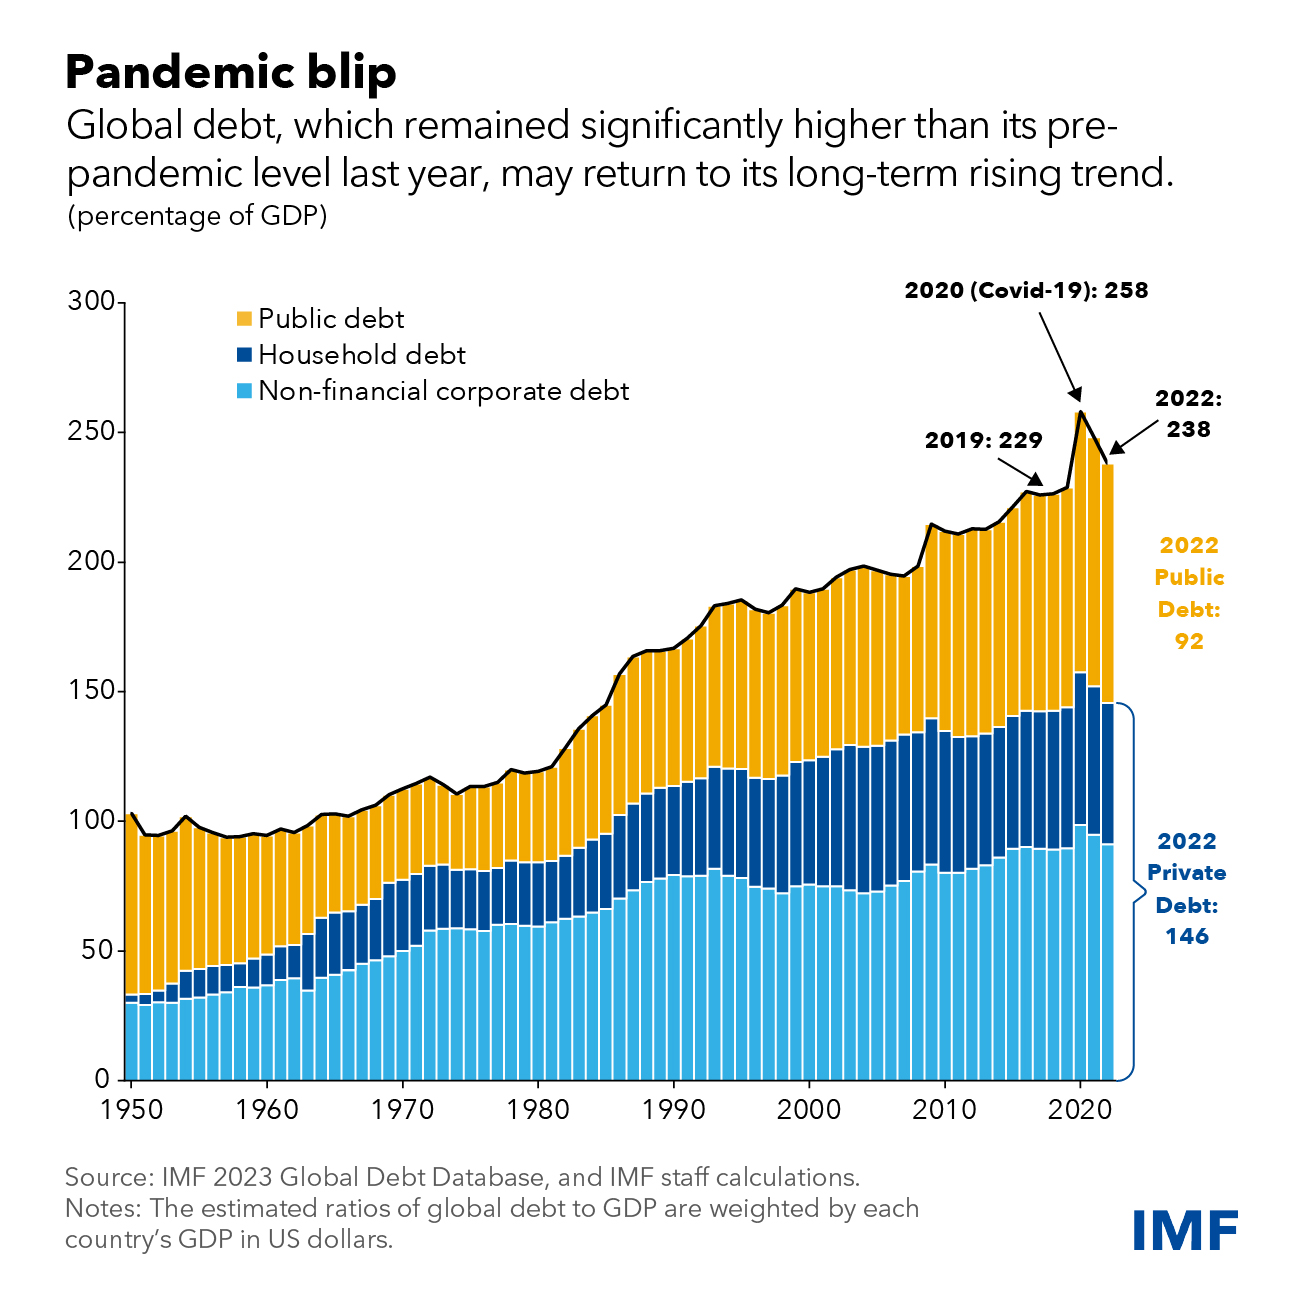 Pandemic blip
Global debt, which remained significantly higher than its pre-
pandemic level last year, may return to its long-term rising trend.
(percentage of GDP)
2020 (Covid-19): 258
300
Public debt
Household debt
Non-financial corporate debt
2022:
238
250
2019: 229
200
2022
Public
Debt:
92
150
100
2022
Private
Debt:
146
50
0
1950 1960 1970 1980 1990 2000 2010 2020
Source: IMF 2023 Global Debt Database, and IMF staff calculations.
Notes: The estimated ratios of global debt to GDP are weighted by each
country’s GDP in US dollars.
IMF